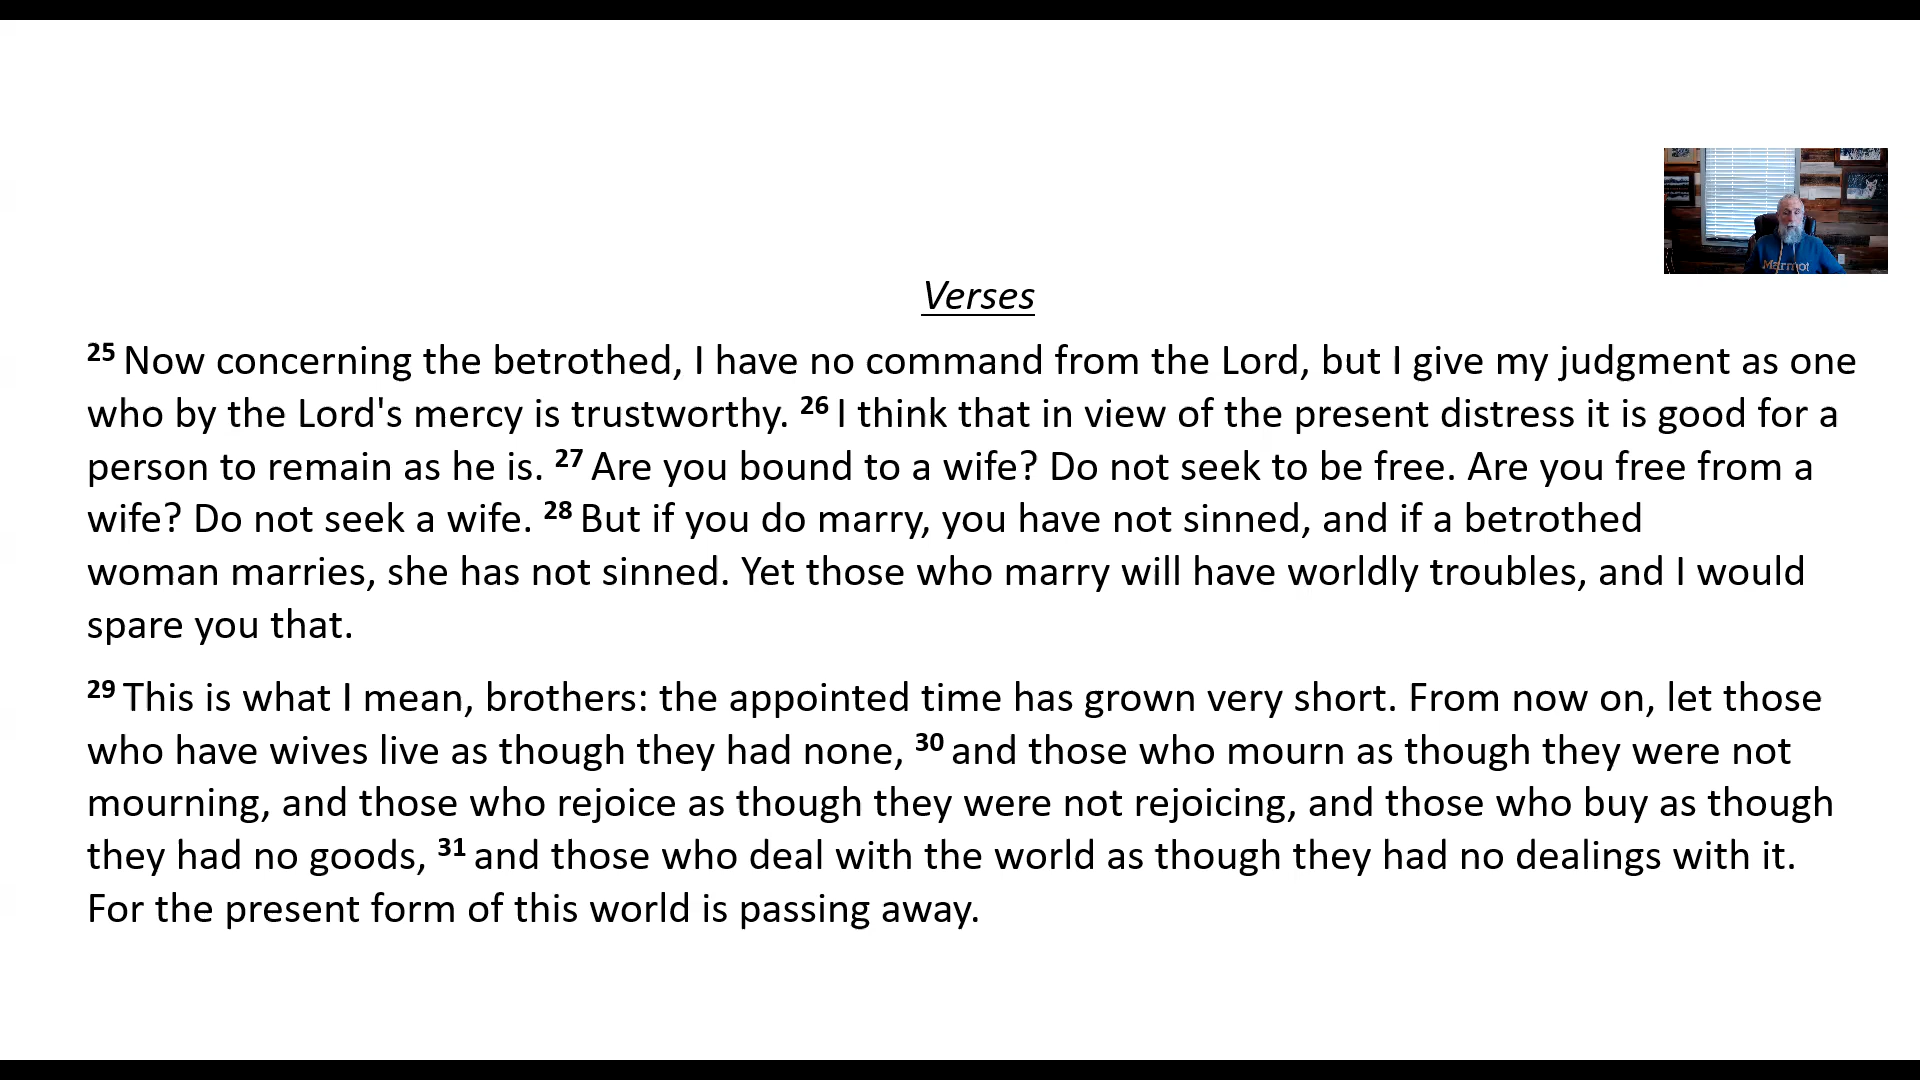 Marmot
Verses
25 Now concerning the betrothed, I have no command from the Lord, but I give my judgment as one
who by the Lord's mercy is trustworthy. 26 I think that in view of the present distress it is good for a
person to remain as he is. 27 Are you bound to a wife? Do not seek to be free. Are you free from a
wife? Do not seek a wife. 28 But if you do marry, you have not sinned, and if a betrothed
woman marries, she has not sinned. Yet those who marry will have worldly troubles, and I would
spare you that.
29 This is what I mean, brothers: the appointed time has grown very short. From now on, let those
who have wives live as though they had none, 30 and those who mourn as though they were not
mourning, and those who rejoice as though they were not rejoicing, and those who buy as though
they had no goods, 31 and those who deal with the world as though they had no dealings with it.
For the present form of this world is passing away.